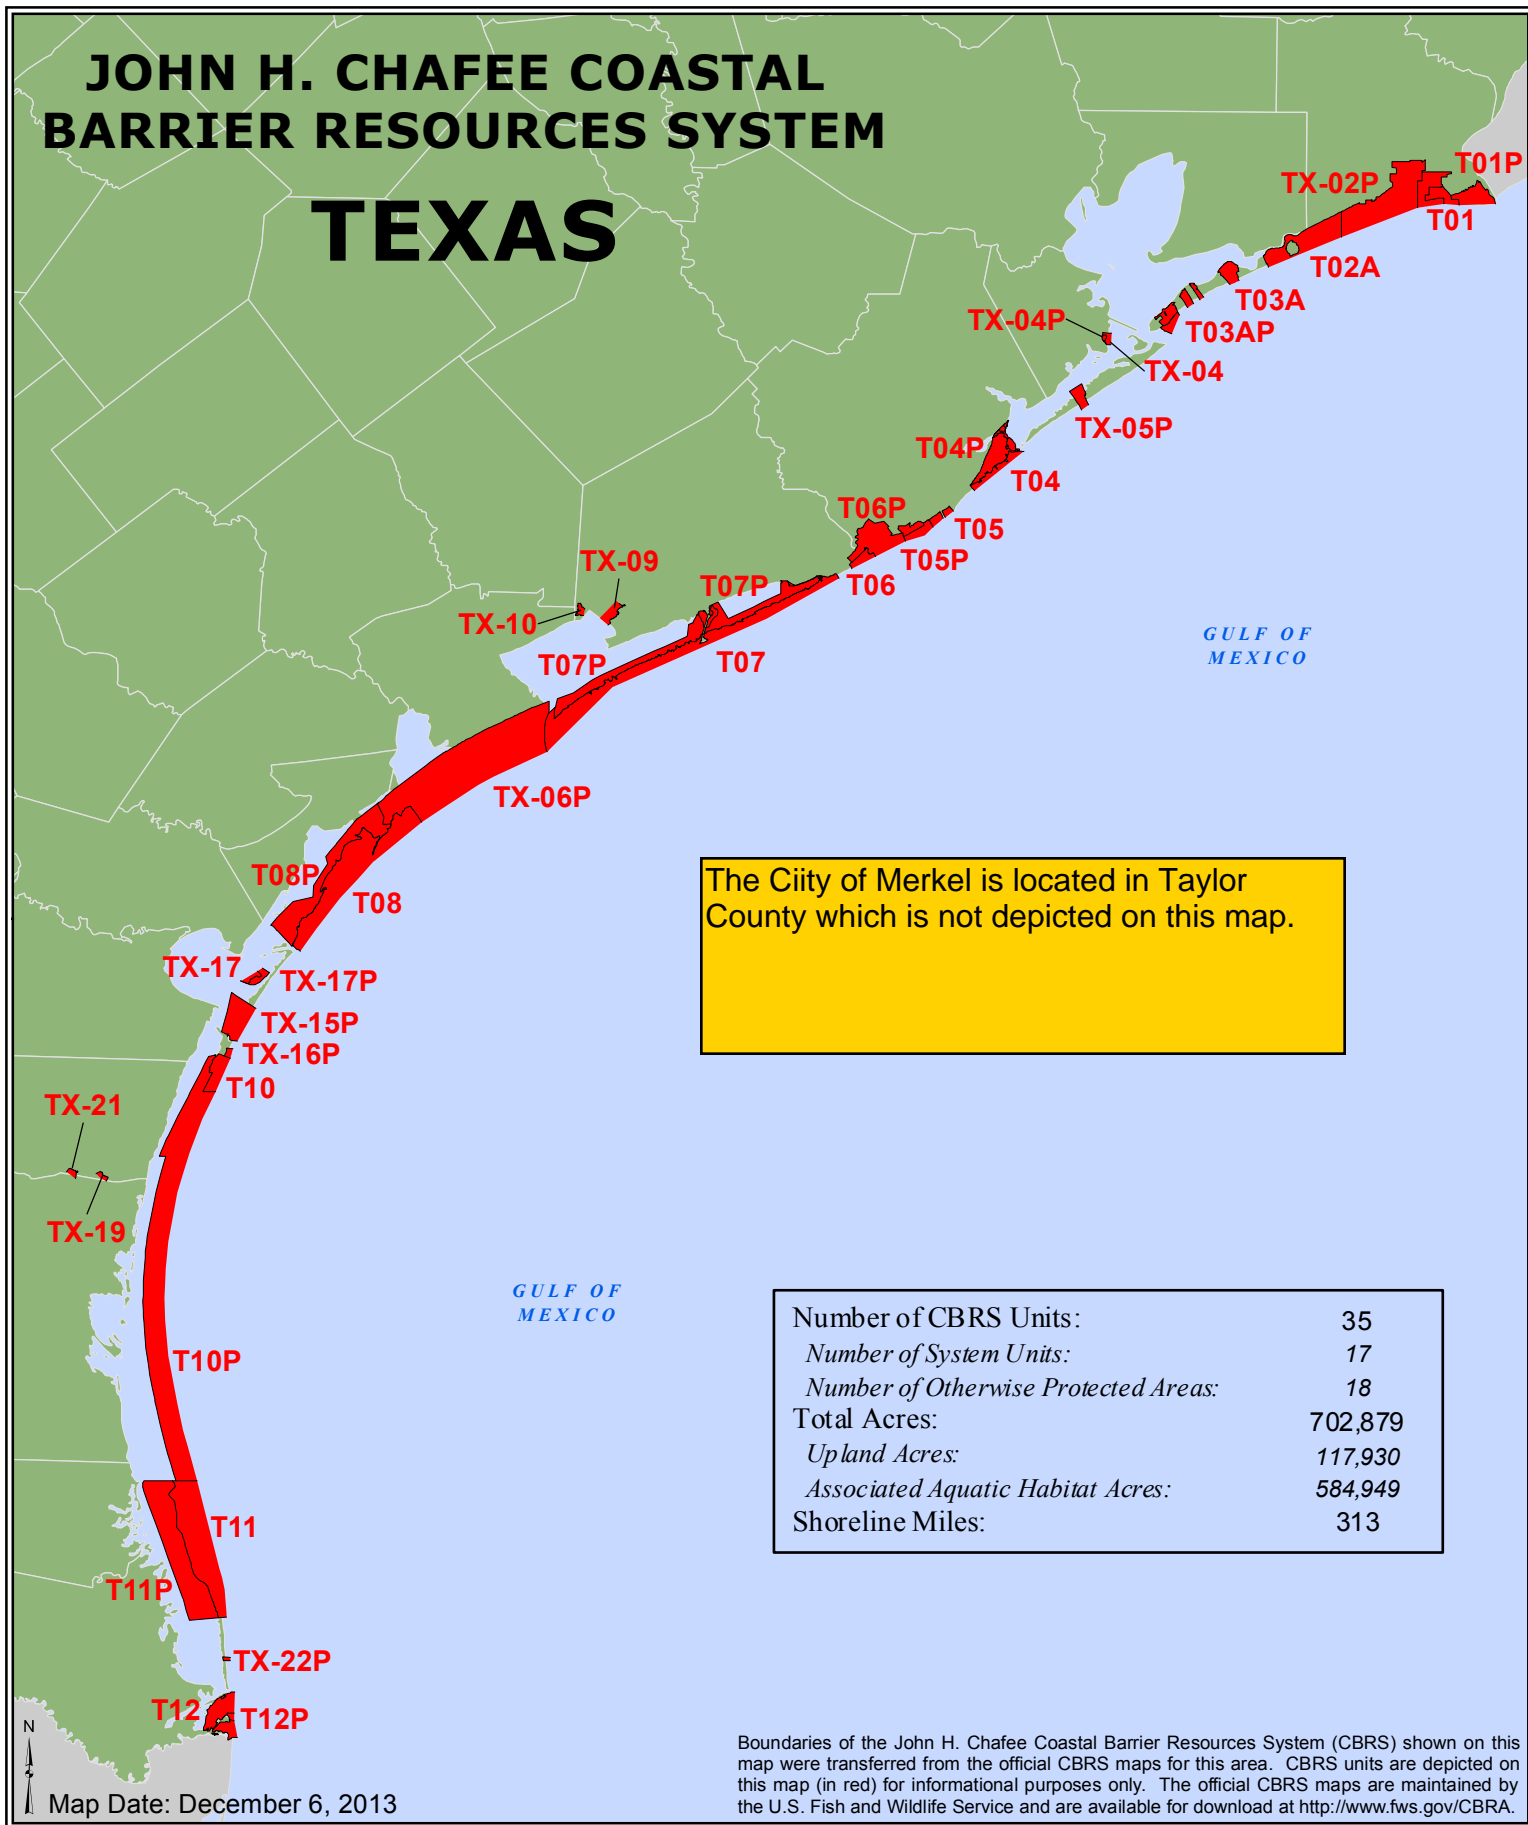 JOHN H. CHAFEE COASTAL
BARRIER RESOURCES SYSTEM
TEXAS
T01P
TX-02P
T01
T02A
T03A
T03AP
TX-04P
TX-04
TX-05P
T04P
T04
T06P
T05
T05P
T06
TX-09
T07P
TX-10
T07P
T07
GULF OF
MEXICO
TX-06P
T08P
T08
The Ciity of Merkel is located in Taylor
County which is not depicted on this map.
TX-17
TX-17P
TX-15P
TX-16P
T10
TX-21
TX-19
GULF OF
MEXICO
T10P
Number of CBRS Units: 35
Number of System Units: 17
Number of Otherwise Protected Areas: 18
Total Acres: 702,879
Upland Acres: 117,930
Associated Aquatic Habitat Acres: 584,949
Shoreline Miles: 313
T11
T11P
TX-22P
T12
T12P
N
Map Date: December 6, 2013
Boundaries of the John H. Chafee Coastal Barrier Resources System (CBRS) shown on this
map were transferred from the official CBRS maps for this area. CBRS units are depicted on
this map (in red) for informational purposes only. The official CBRS maps are maintained by
the U.S. Fish and Wildlife Service and are available for download at http://www.fws.gov/CBRA.